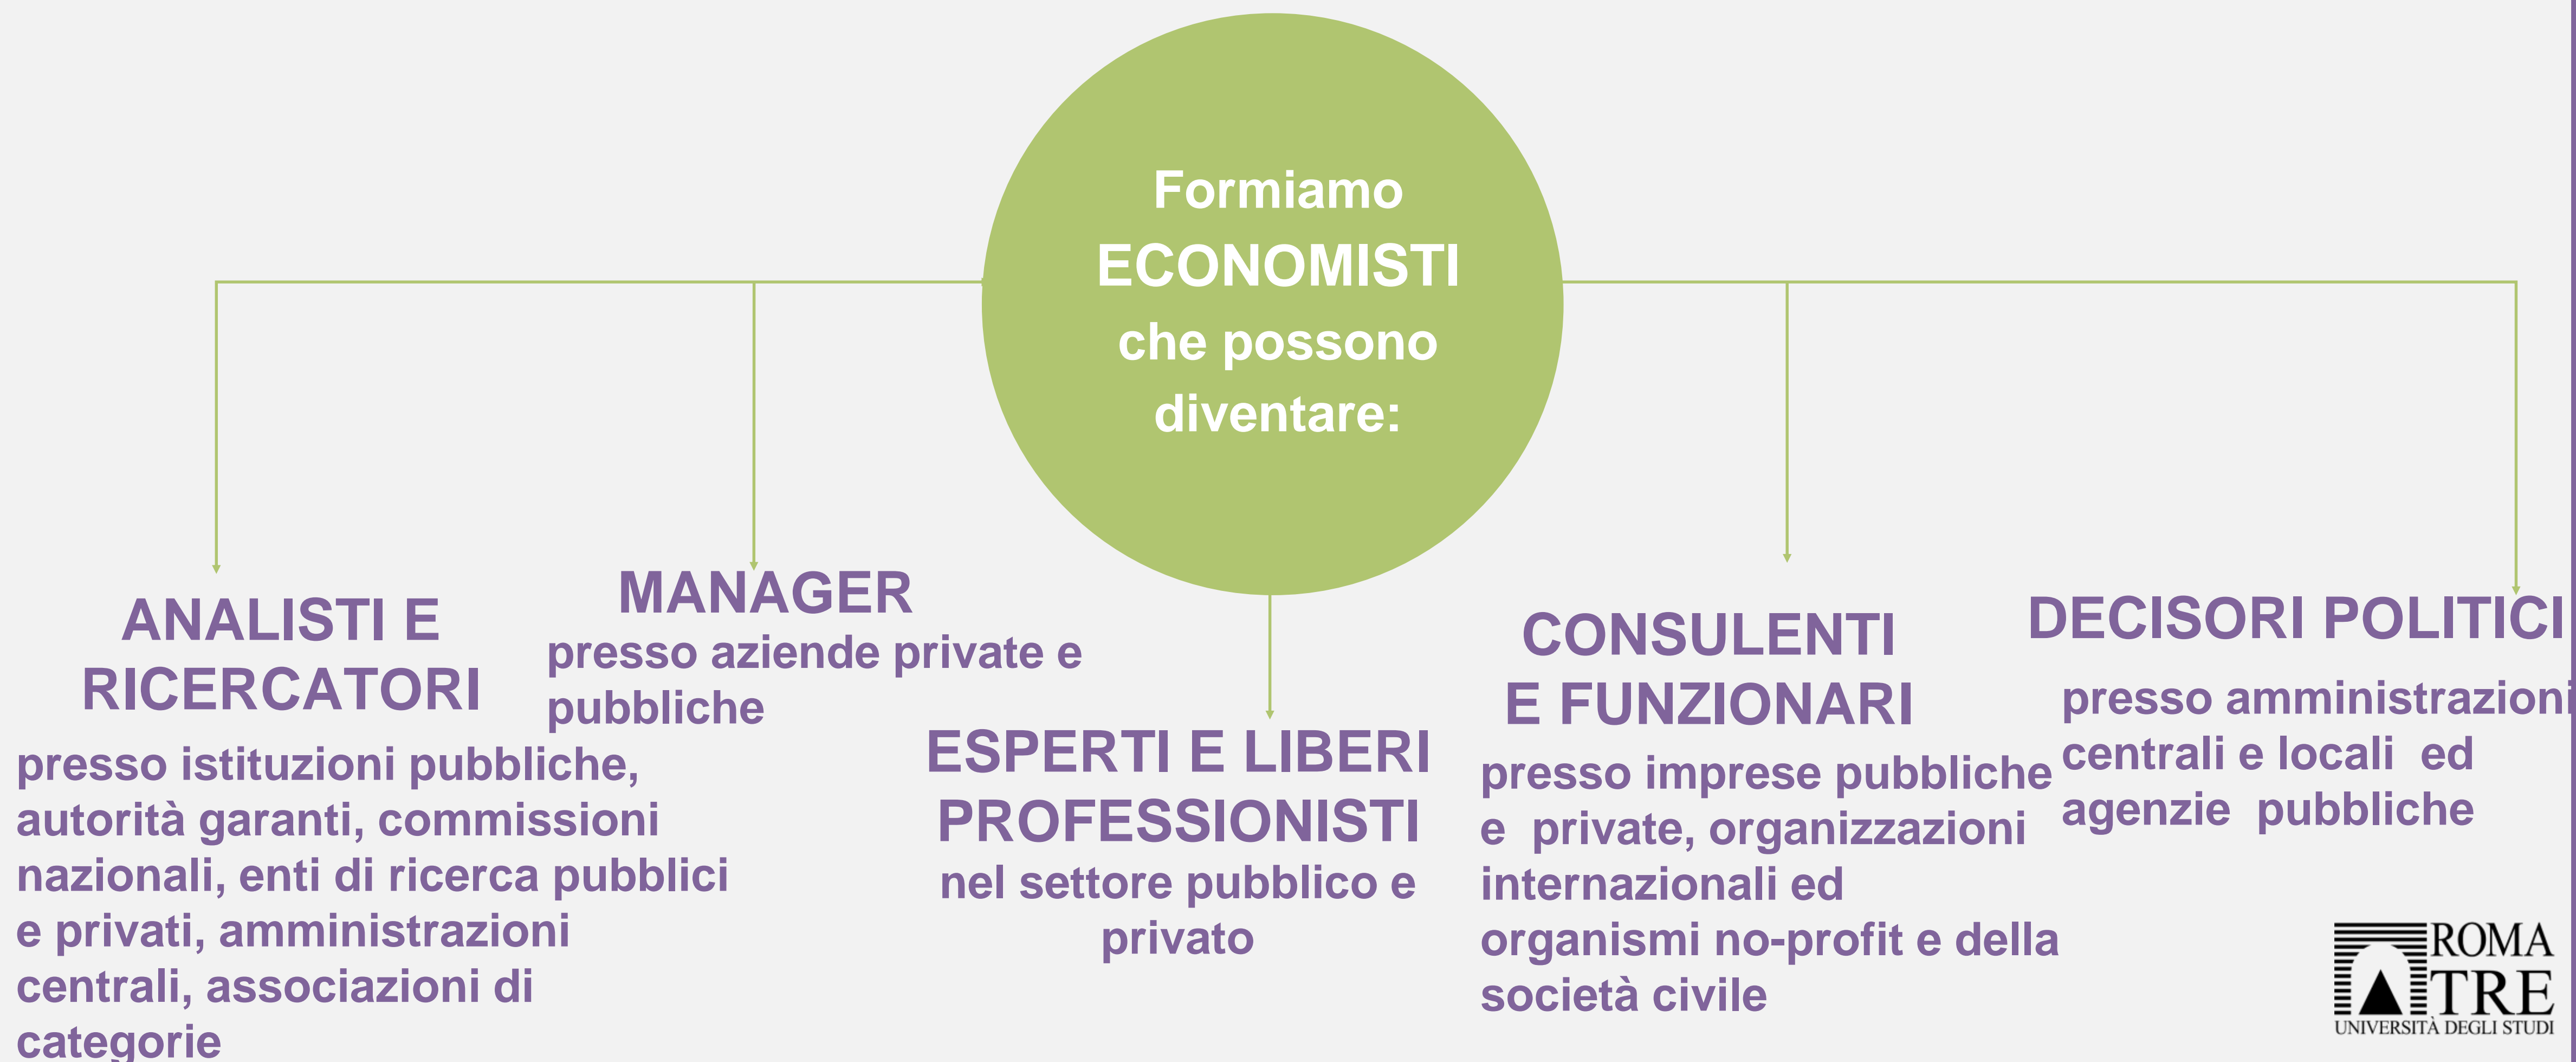 Formiamo
ECONOMISTI
che possono
diventare:
ANALISTI E
RICERCATORI
presso istituzioni pubbliche,
autorità garanti, commissioni
nazionali, enti di ricerca pubblici
e privati, amministrazioni
centrali, associazioni di
categorie
MANAGER
presso aziende private e
pubbliche
ESPERTI E LIBERI
PROFESSIONISTI
nel settore pubblico e
privato
CONSULENTI
E FUNZIONARI
presso imprese pubbliche
e private, organizzazioni
internazionali ed
organismi no-profit e della
società civile
DECISORI POLITICI
presso amministrazioni
centrali e locali ed
agenzie pubbliche
ROMA
TRE
UNIVERSITÀ DEGLI STUDI